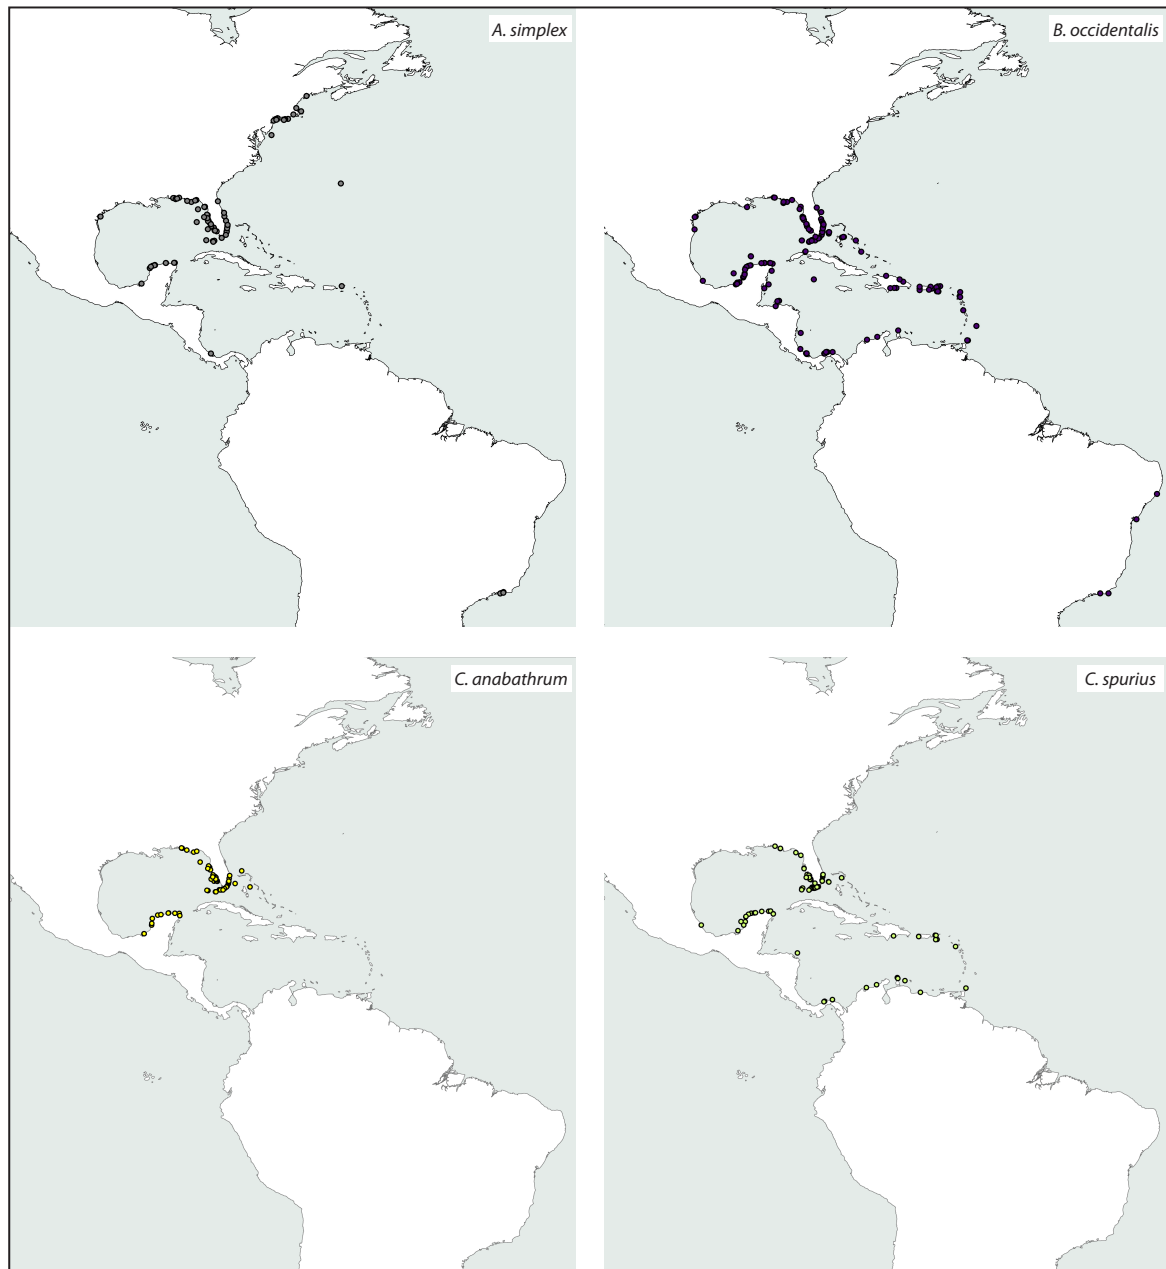 A. simplex
B. occidentalis
C. anabathrum
C. spurius